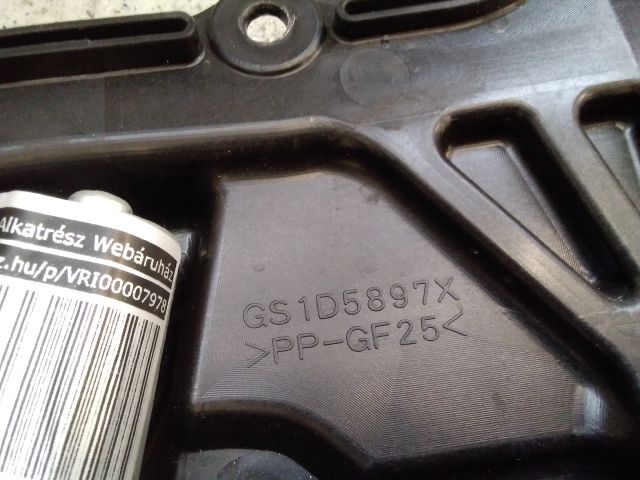 Alkatrész Webáruház
z.hu/p/VRI00007978
GS1D5897X
>PP-GF25<